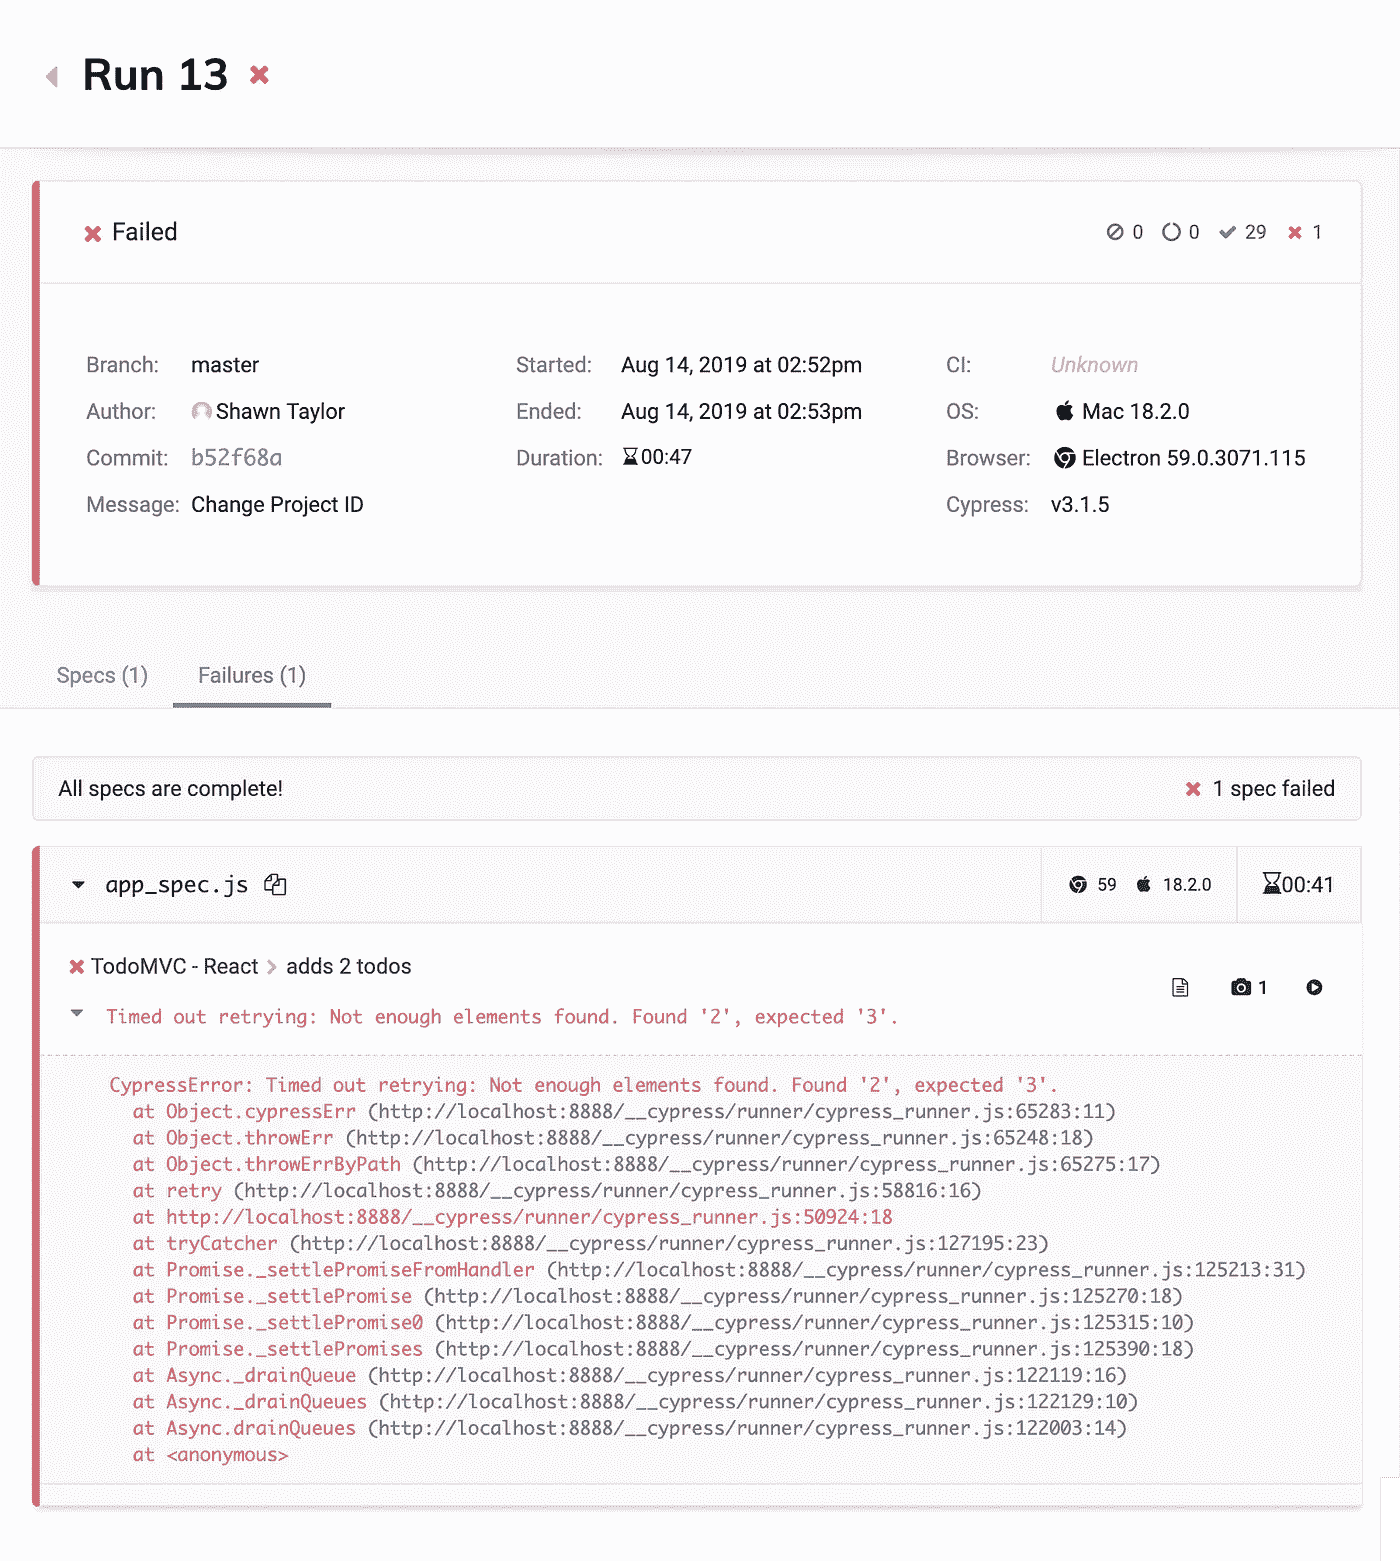 Run 13
Failed 0 0 29 1
Branch: master Started: Aug 14, 2019 at 02:52pm CI: Unknown
Author: Shawn Taylor Ended: Aug 14, 2019 at 02:53pm OS: Mac 18.2.0
Commit: b52f68a Duration: 00:47 Browser: Electron 59.0.3071.115
Message: Change Project ID Cypress: v3.1.5
Specs (1) Failures (1)
All specs are complete! 1 spec failed
app_spec.js 59 18.2.0 00:41
TodoMVC - React adds 2 todos
1
Timed out retrying: Not enough elements found. Found '2', expected '3'.
CypressError: Timed out retrying: Not enough elements found. Found '2', expected '3'.
at Object.cypressErr (http://localhost:8888/__cypress/runner/cypress_runner.js:65283:11)
at Object.throwErr (http://localhost:8888/__cypress/runner/cypress_runner.js:65248:18)
at Object.throwErrByPath (http://localhost:8888/__cypress/runner/cypress_runner.js:65275:17)
at retry (http://localhost:8888/__cypress/runner/cypress_runner.js:58816:16)
at http://localhost:8888/__cypress/runner/cypress_runner.js:50924:18
at tryCatcher (http://localhost:8888/__cypress/runner/cypress_runner.js:127195:23)
at Promise._settlePromiseFromHandler (http://localhost:8888/__cypress/runner/cypress_runner.js:125213:31)
at Promise._settlePromise (http://localhost:8888/__cypress/runner/cypress_runner.js:125270:18)
at Promise._settlePromise0 (http://localhost:8888/__cypress/runner/cypress_runner.js:125315:10)
at Promise._settlePromises (http://localhost:8888/__cypress/runner/cypress_runner.js:125390:18)
at Async._drainQueue (http://localhost:8888/__cypress/runner/cypress_runner.js:122119:16)
at Async._drainQueues (http://localhost:8888/__cypress/runner/cypress_runner.js:122129:10)
at Async.drainQueues (http://localhost:8888/__cypress/runner/cypress_runner.js:122003:14)
at <anonymous>